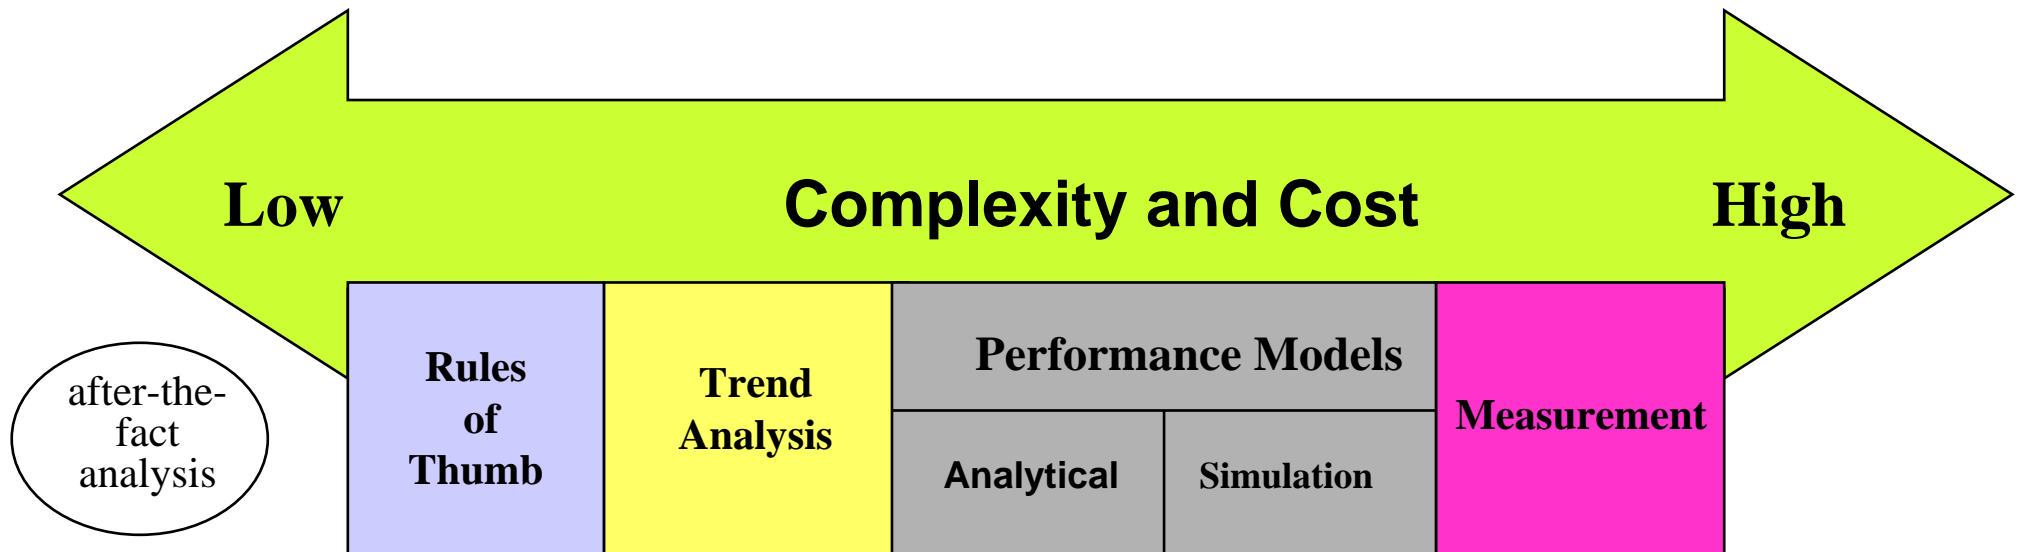 Low
Complexity and Cost
High
after-the-
fact
analysis
Rules
of
Thumb
Trend
Analysis
Performance Models
Analytical
Simulation
Measurement